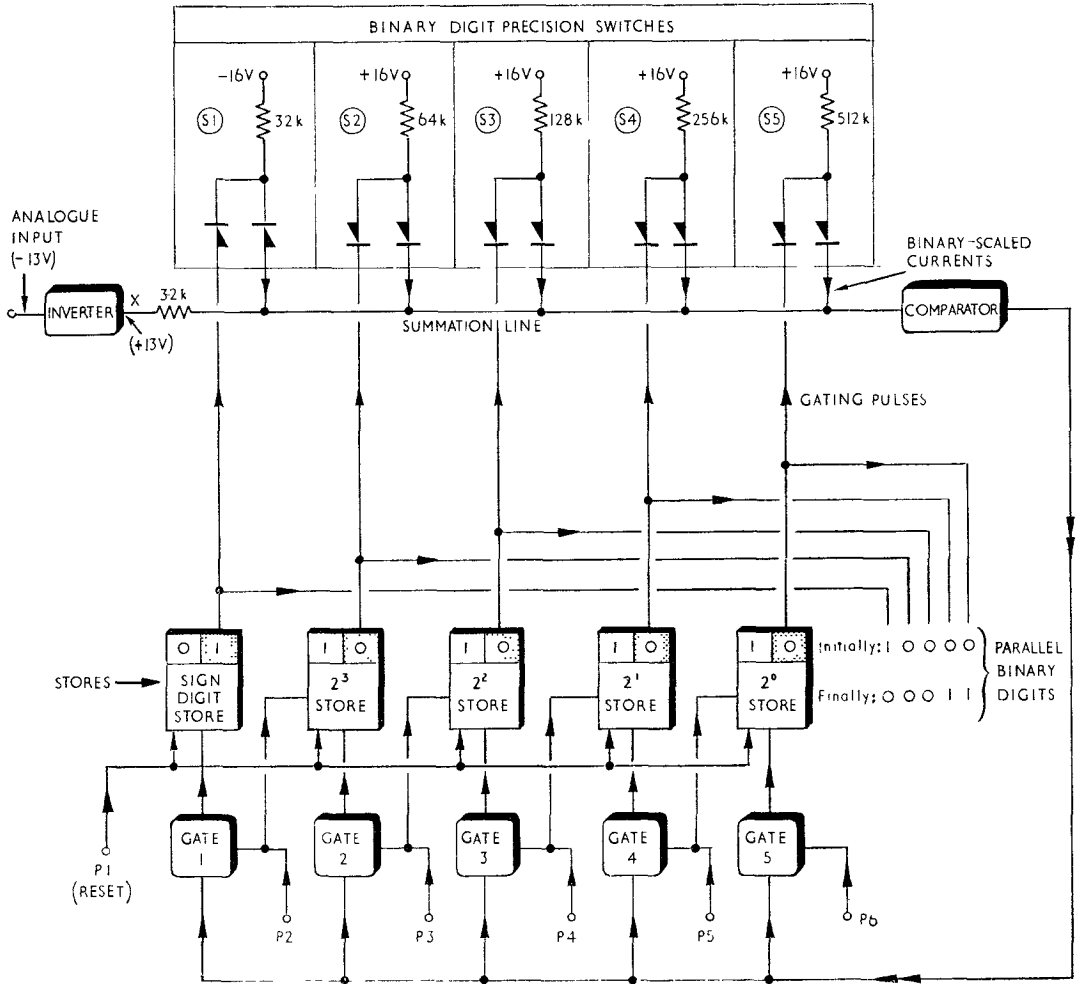 BINARY DIGIT PRECISION SWITCHES
-16V +16V +16V +16V +16V
S1 32k S2 64k S3 128k S4 256k S5 512k
ANALOGUE
INPUT
(-13V)
BINARY-SCALED
CURRENTS
INVERTER X 32k
(+13V)
SUMMATION LINE
COMPARATOR
GATING PULSES
STORES
0 1
SIGN
DIGIT
STORE
1 0
2³
STORE
1 0
2²
STORE
1 0
2¹
STORE
1 0
2⁰
STORE
Initially; 1 0 0 0 0
Finally; 0 0 0 1 1
PARALLEL
BINARY
DIGITS
GATE
1
GATE
2
GATE
3
GATE
4
GATE
5
P1
(RESET)
P2
P3
P4
P5
P6